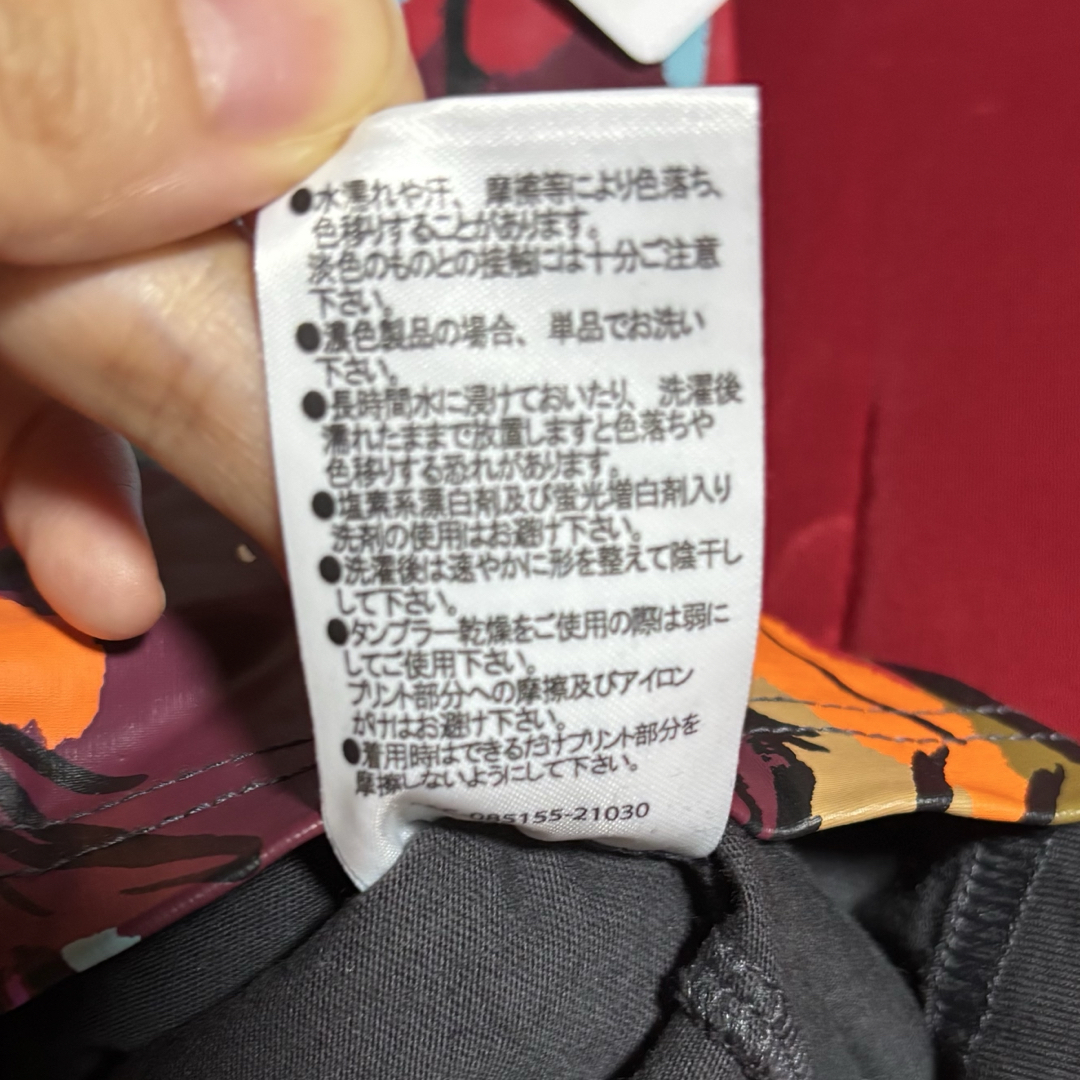 ●水濡れや汗、摩擦等により色落ち、
色移りすることがあります。
淡色のものとの接触には十分ご注意
下さい。
●濃色製品の場合、単品でお洗い
下さい。
●長時間水に浸けておいたり、洗濯後
濡れたままで放置しますと色落ちや
色移りする恐れがあります。
●塩素系漂白剤及び蛍光増白剤入り
洗剤の使用はお避け下さい。
●洗濯後は速やかに形を整えて陰干し
して下さい。
●タンブラー乾燥をご使用の際は弱に
してご使用下さい。
プリント部分への摩擦及びアイロン
がけはお避け下さい。
●着用時はできるだけプリント部分を
摩擦しないようにして下さい。
085155-21030